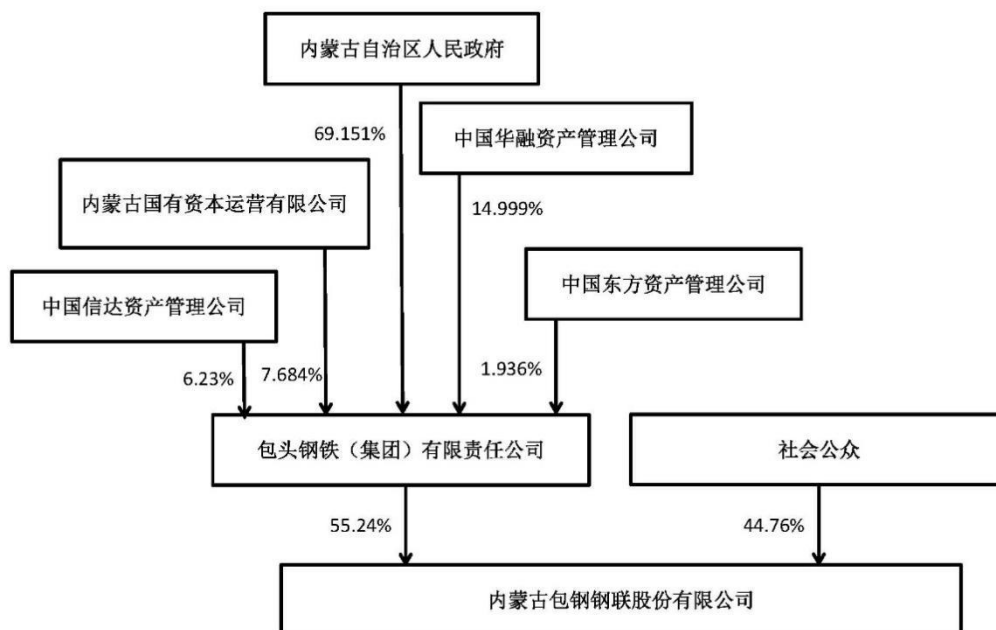 内蒙古自治区人民政府
69.151%
中国华融资产管理公司
内蒙古国有资本运营有限公司
14.999%
中国信达资产管理公司
中国东方资产管理公司
6.23%
7.684%
1.936%
包头钢铁（集团）有限责任公司
社会公众
55.24%
44.76%
内蒙古包钢钢联股份有限公司